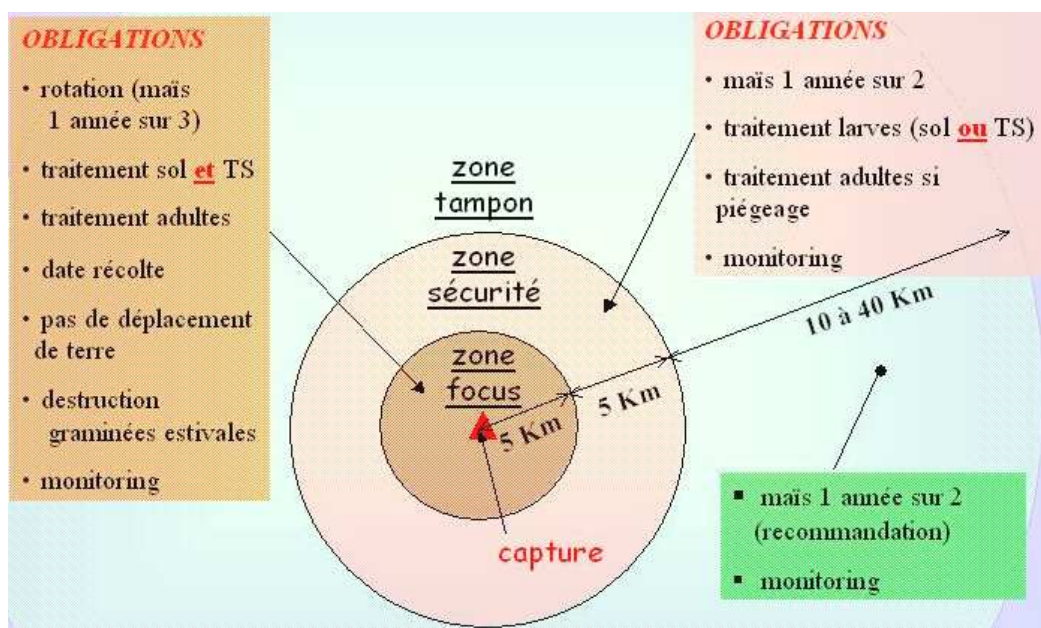 OBLIGATIONS
• rotation (maïs
1 année sur 3)
• traitement sol et TS
• traitement adultes
• date récolte
• pas de déplacement
de terre
• destruction
graminées estivales
• monitoring
zone
tampon
zone
sécurité
zone
focus
5 Km
5 Km
10 à 40 Km
capture
OBLIGATIONS
• maïs 1 année sur 2
• traitement larves (sol ou TS)
• traitement adultes si
piégeage
• monitoring
▪ maïs 1 année sur 2
(recommandation)
▪ monitoring